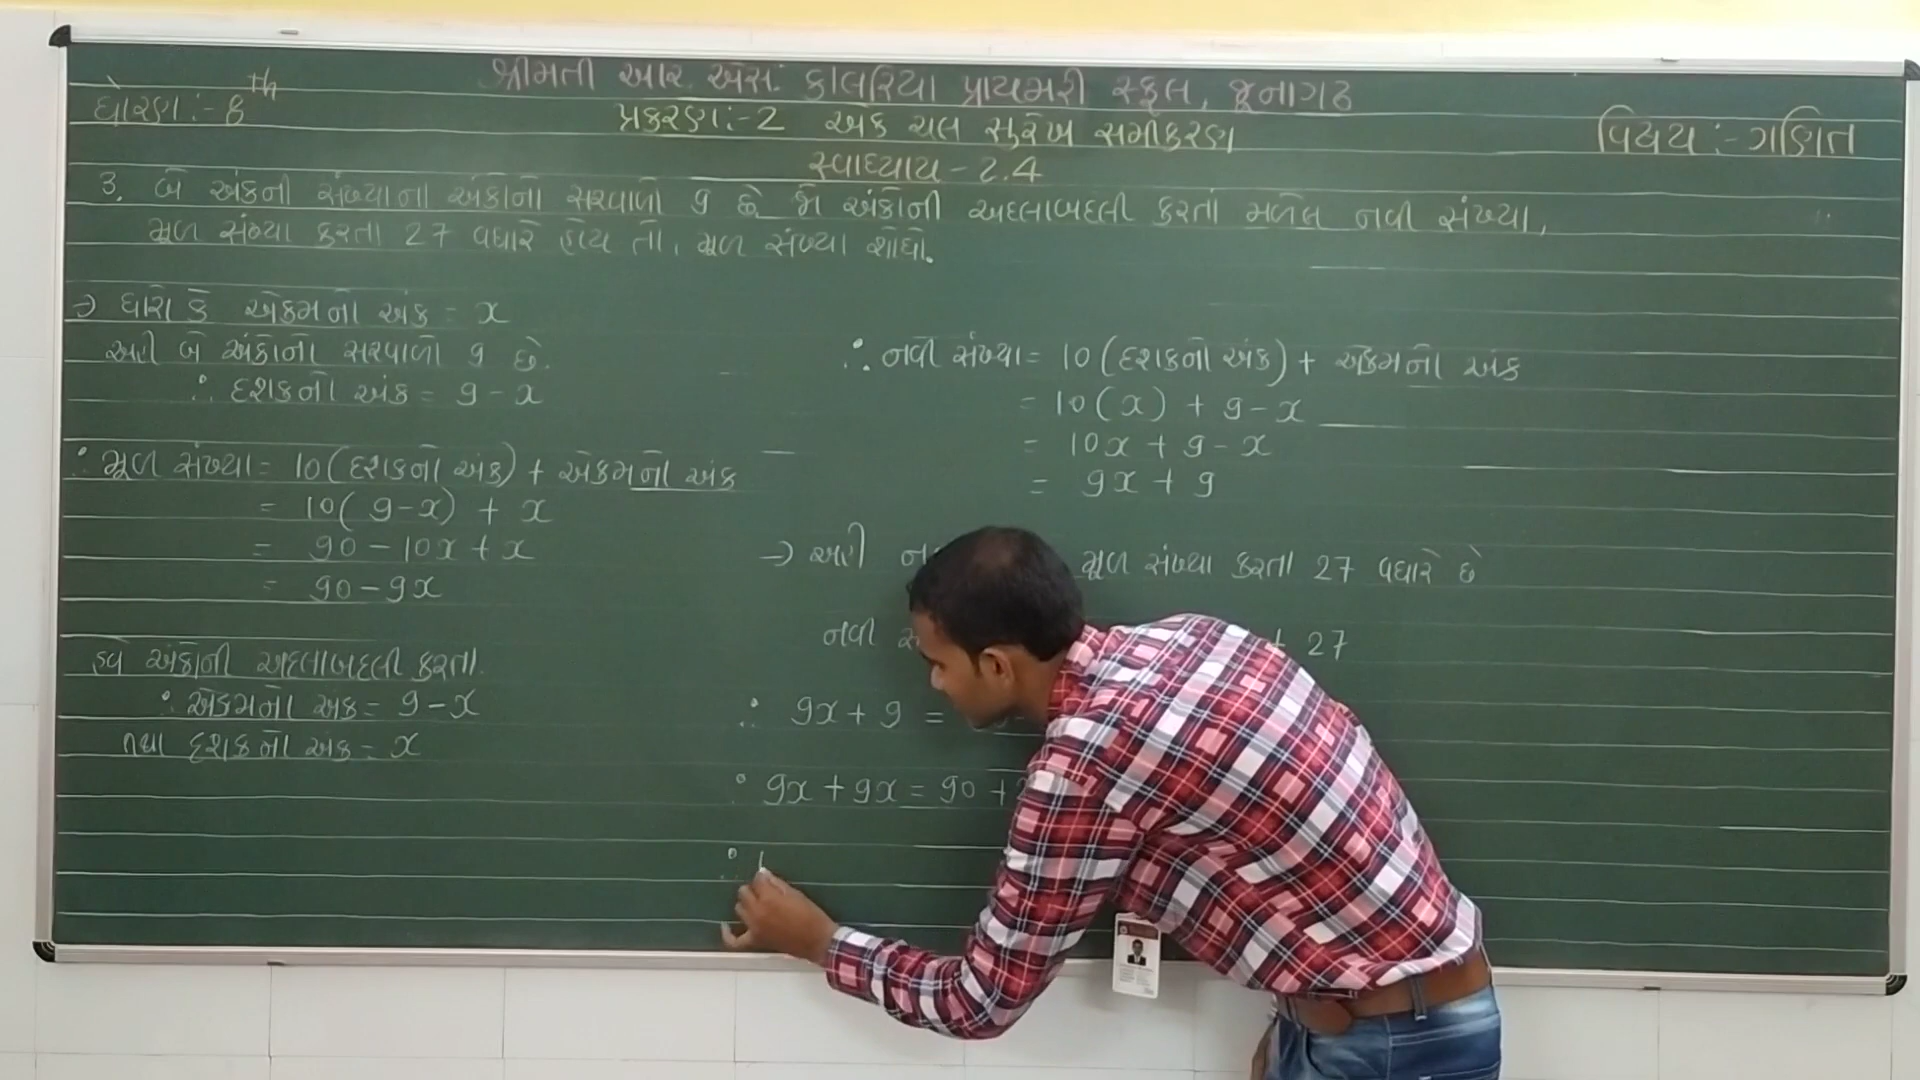 શ્રીમતી આર. એસ. કાલરિયા પ્રાયમરી સ્કૂલ, જૂનાગઢ
ધોરણ:- 8th
પ્રકરણ:-2 એક ચલ સુરેખ સમીકરણ
વિષય:- ગણિત
સ્વાધ્યાય - 2.4
3. બે અંકની સંખ્યાના અંકોનો સરવાળો 9 છે. જો અંકોની અદલાબદલી કરતાં મળેલ નવી સંખ્યા,
મૂળ સંખ્યા કરતા 27 વધારે હોય તો, મૂળ સંખ્યા શોધો.
→ ધારો કે એકમનો અંક = x
અહી બે અંકોનો સરવાળો 9 છે.
∴ દશકનો અંક = 9 - x
∴ મૂળ સંખ્યા = 10 (દશકનો અંક) + એકમનો અંક
= 10( 9-x) + x
= 90 - 10x + x
= 90 - 9x
હવે અંકોની અદલાબદલી કરતા.
∴ એકમનો અંક = 9 - x
તથા દશકનો અંક = x
∴ નવી સંખ્યા = 10 (દશકનો અંક) + એકમનો અંક
= 10(x) + 9 - x
= 10x + 9 - x
= 9x + 9
→ અહી મૂળ સંખ્યા કરતા 27 વધારે છે
નવી + 27
∴ 9x + 9 =
∴ 9x + 9x = 90 +
∴